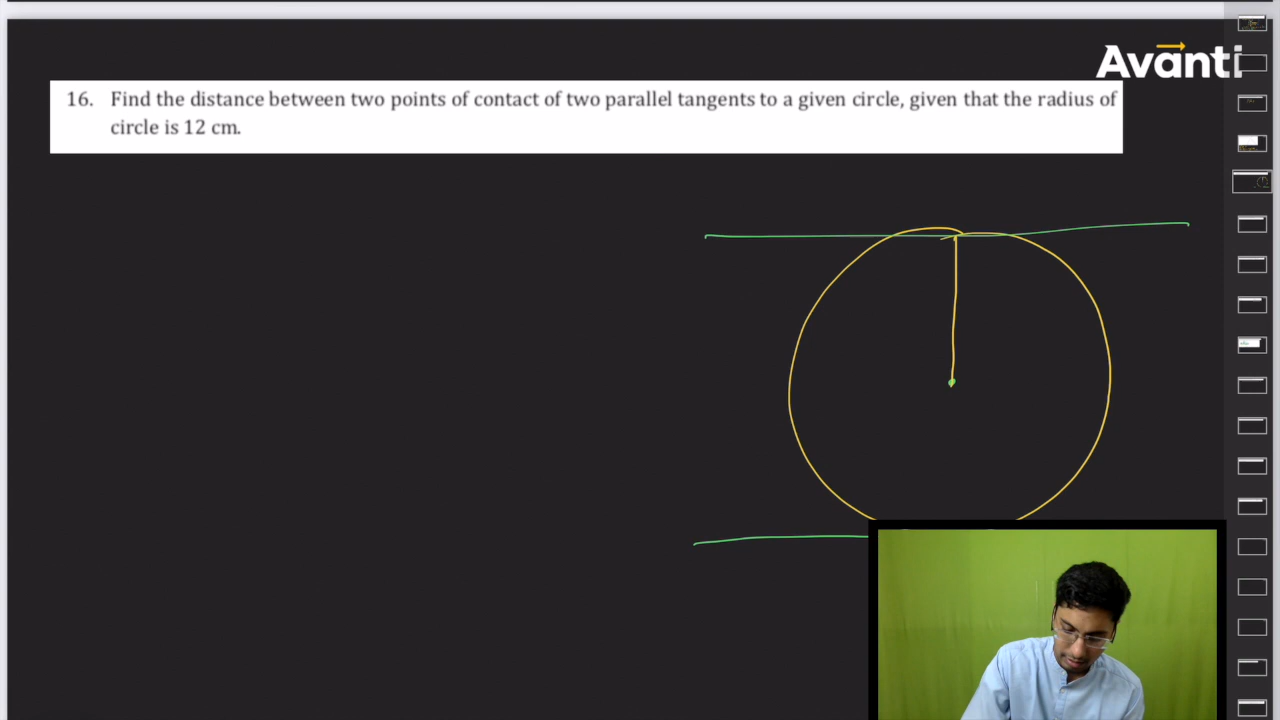 Avanti
16. Find the distance between two points of contact of two parallel tangents to a given circle, given that the radius of
circle is 12 cm.